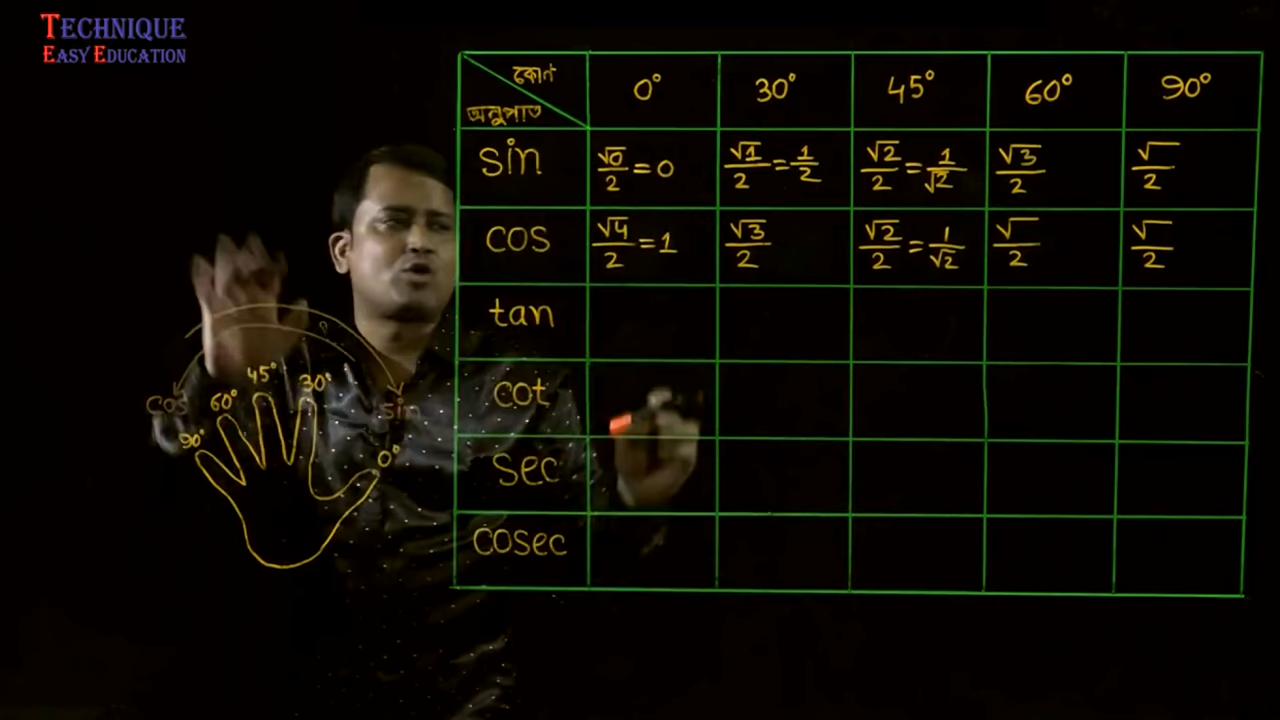 TECHNIQUE
EASY EDUCATION
কোণ
অনুপাত
0° 30° 45° 60° 90°
sin √0/2=0 √1/2=1/2 √2/2=1/√2 √3/2 √/2
cos √4/2=1 √3/2 √2/2=1/√2 √/2 √/2
tan
cot
sec
cosec
cos sin
90° 60° 45° 30° 0°